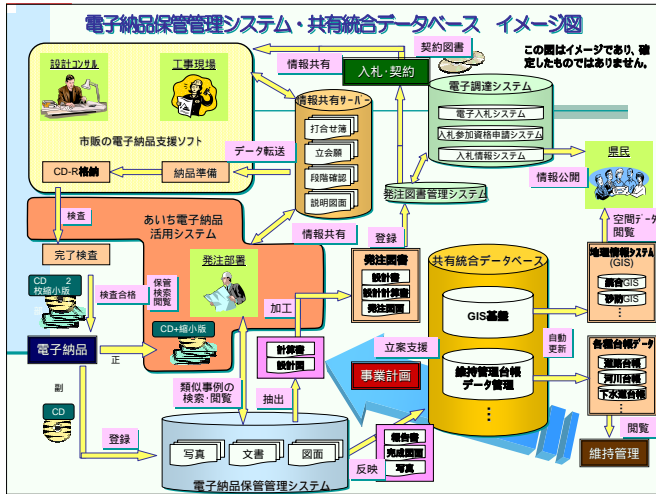 電子納品保管管理システム・共有統合データベース　イメージ図
この図はイメージであり、確
定したものではありません。
設計コンサル
工事現場
市販の電子納品支援ソフト
CD-R格納
納品準備
データ転送
情報共有
契約図書
入札・契約
情報共有サーバー
打合せ簿
立会願
段階確認
説明図面
電子調達システム
電子入札システム
入札参加資格申請システム
入札情報システム
情報公開
県民
発注図書管理システム
検査
完了検査
あいち電子納品
活用システム
発注部署
情報共有
登録
空間データ
閲覧
CD　2
枚縮小版
検査合格
保管
検索
閲覧
CD+縮小版
加工
発注図書
設計書
設計計算書
発注図面
共有統合データベース
GIS基盤
維持管理台帳
データ管理
⋮
地理情報システム
(GIS)
統合GIS
砂防GIS
⋮
電子納品
正
副
CD
類似事例の
検索・閲覧
計算書
設計図
抽出
立案支援
事業計画
自動
更新
各種台帳データ
道路台帳
河川台帳
下水道台帳
⋮
閲覧
維持管理
登録
写真
文書
図面
電子納品保管管理システム
反映
報告書
完成図面
写真